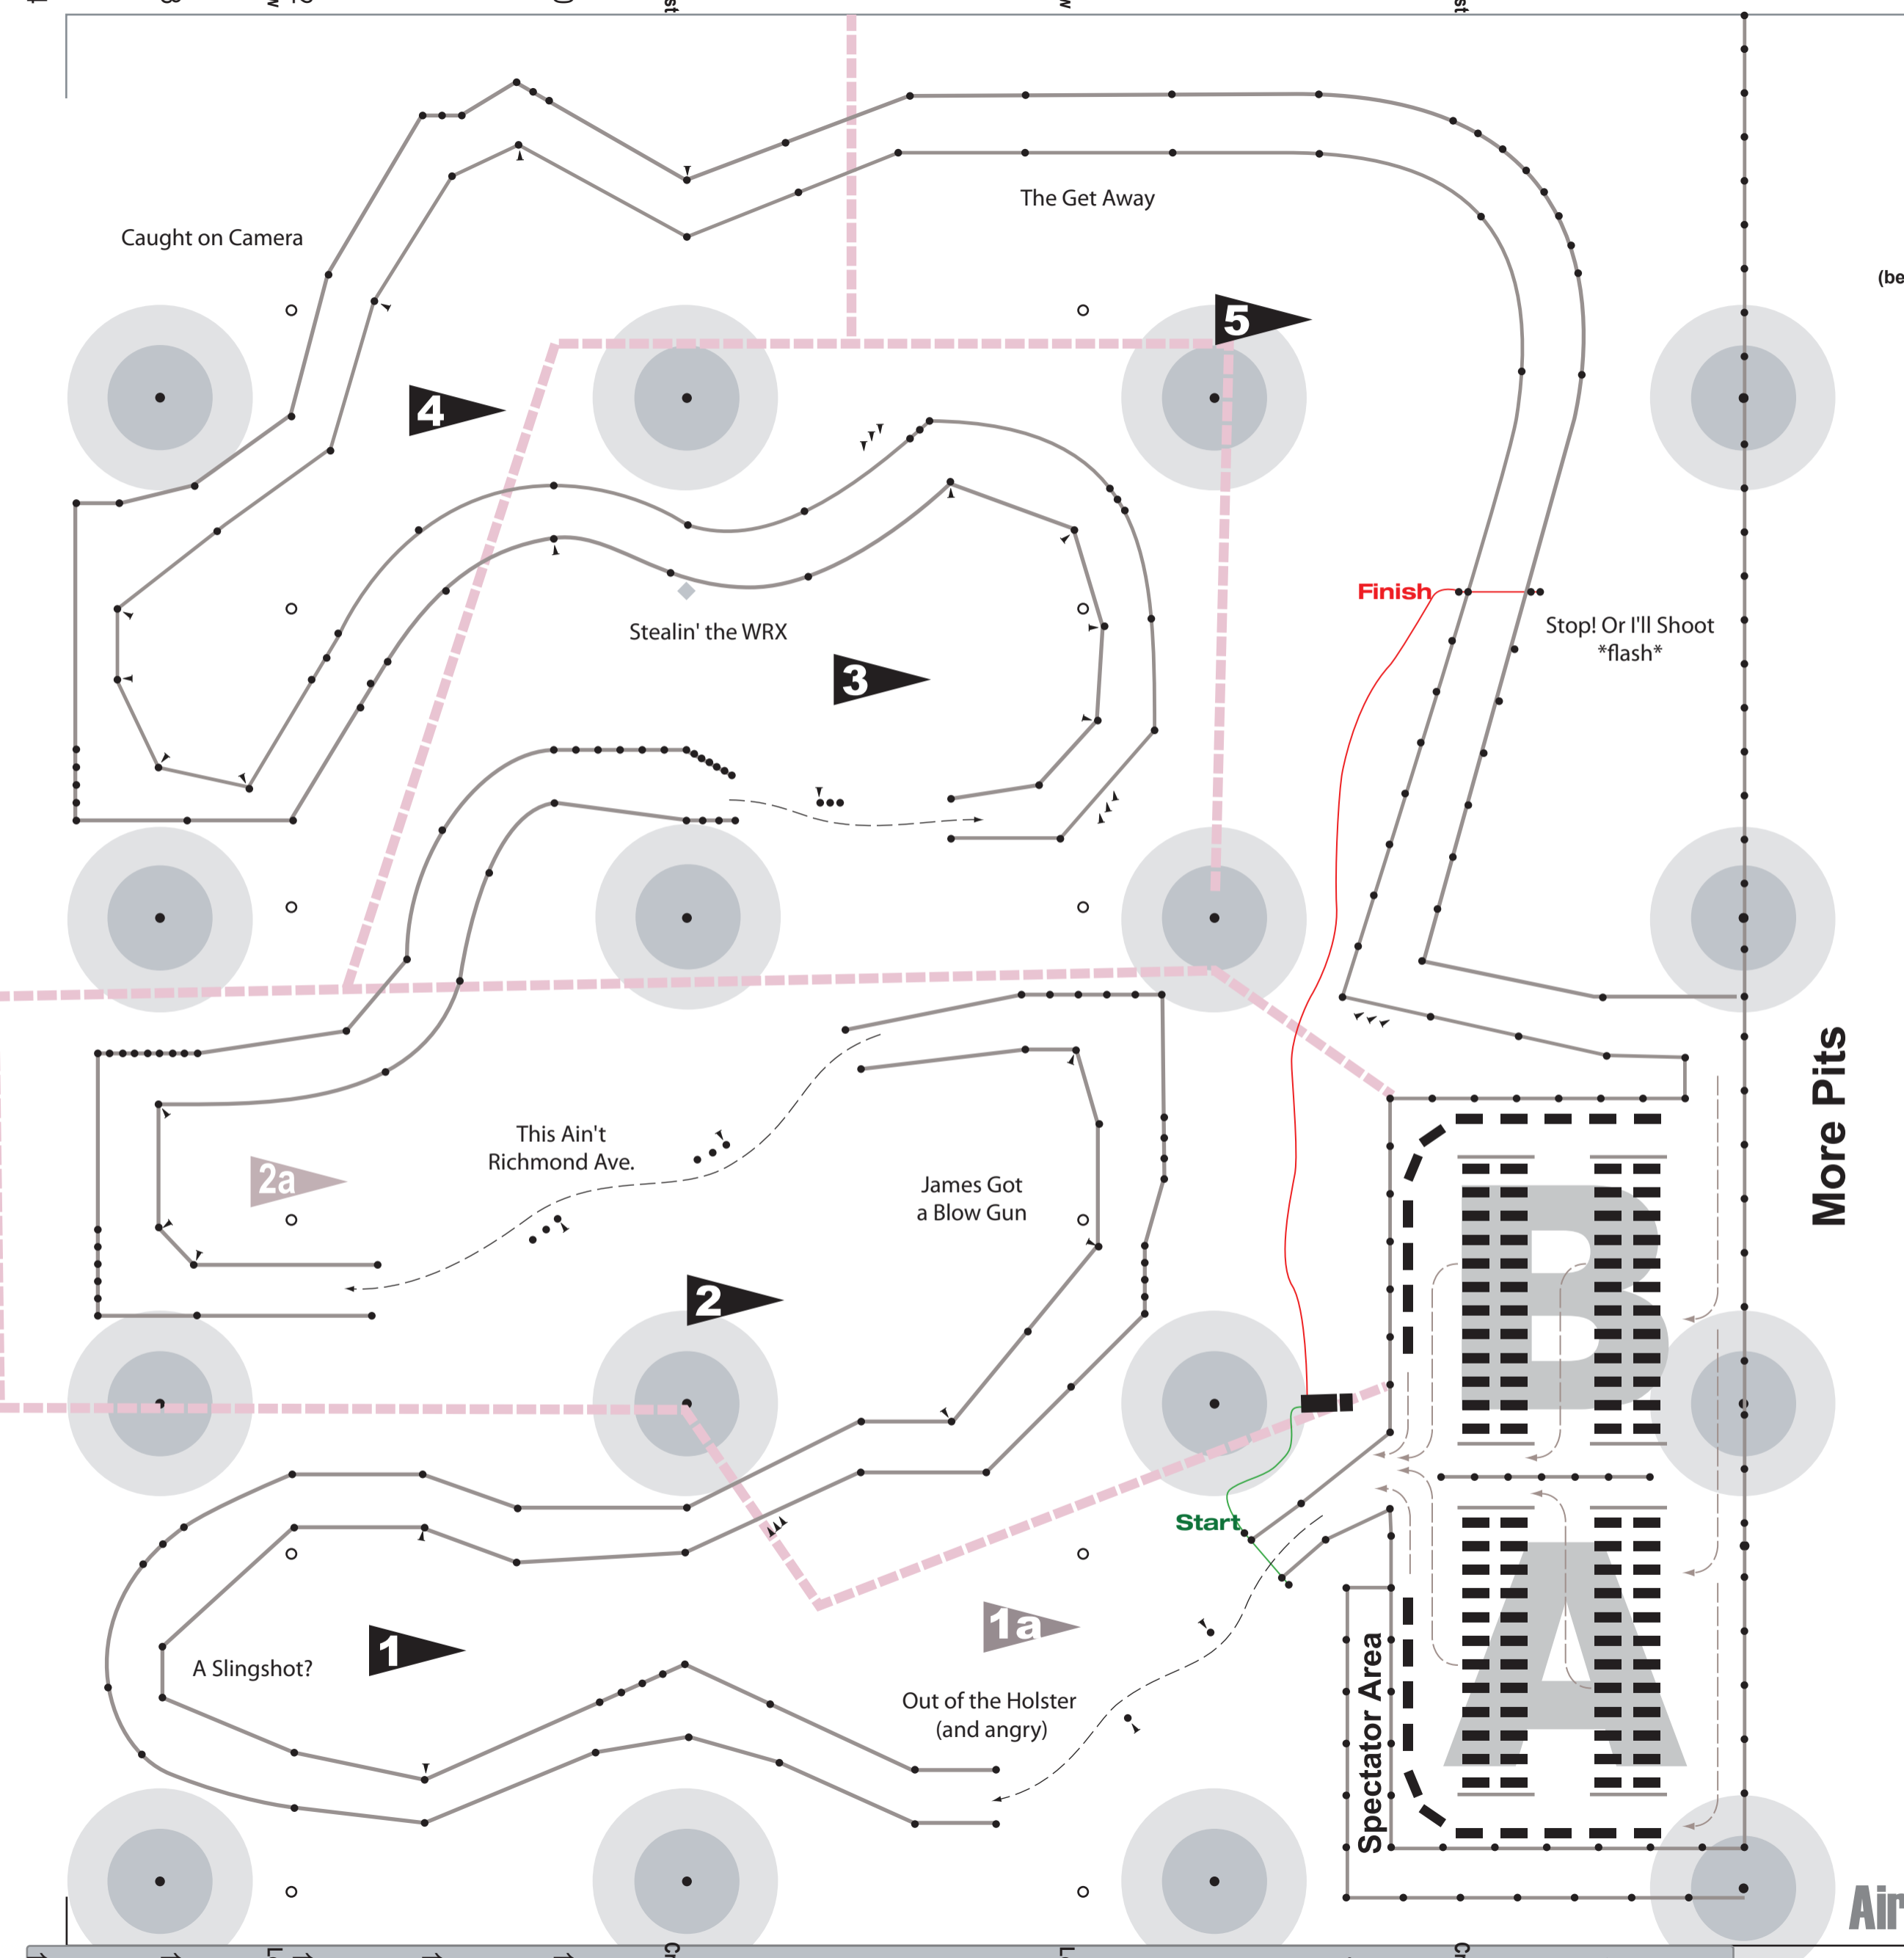 Caught on Camera
The Get Away
(be
5
4
Finish
Stealin' the WRX
Stop! Or I'll Shoot
*flash*
3
More Pits
This Ain't
Richmond Ave.
2a
James Got
a Blow Gun
B
2
Start
1a
1
A Slingshot?
Out of the Holster
(and angry)
Spectator Area
A
Air